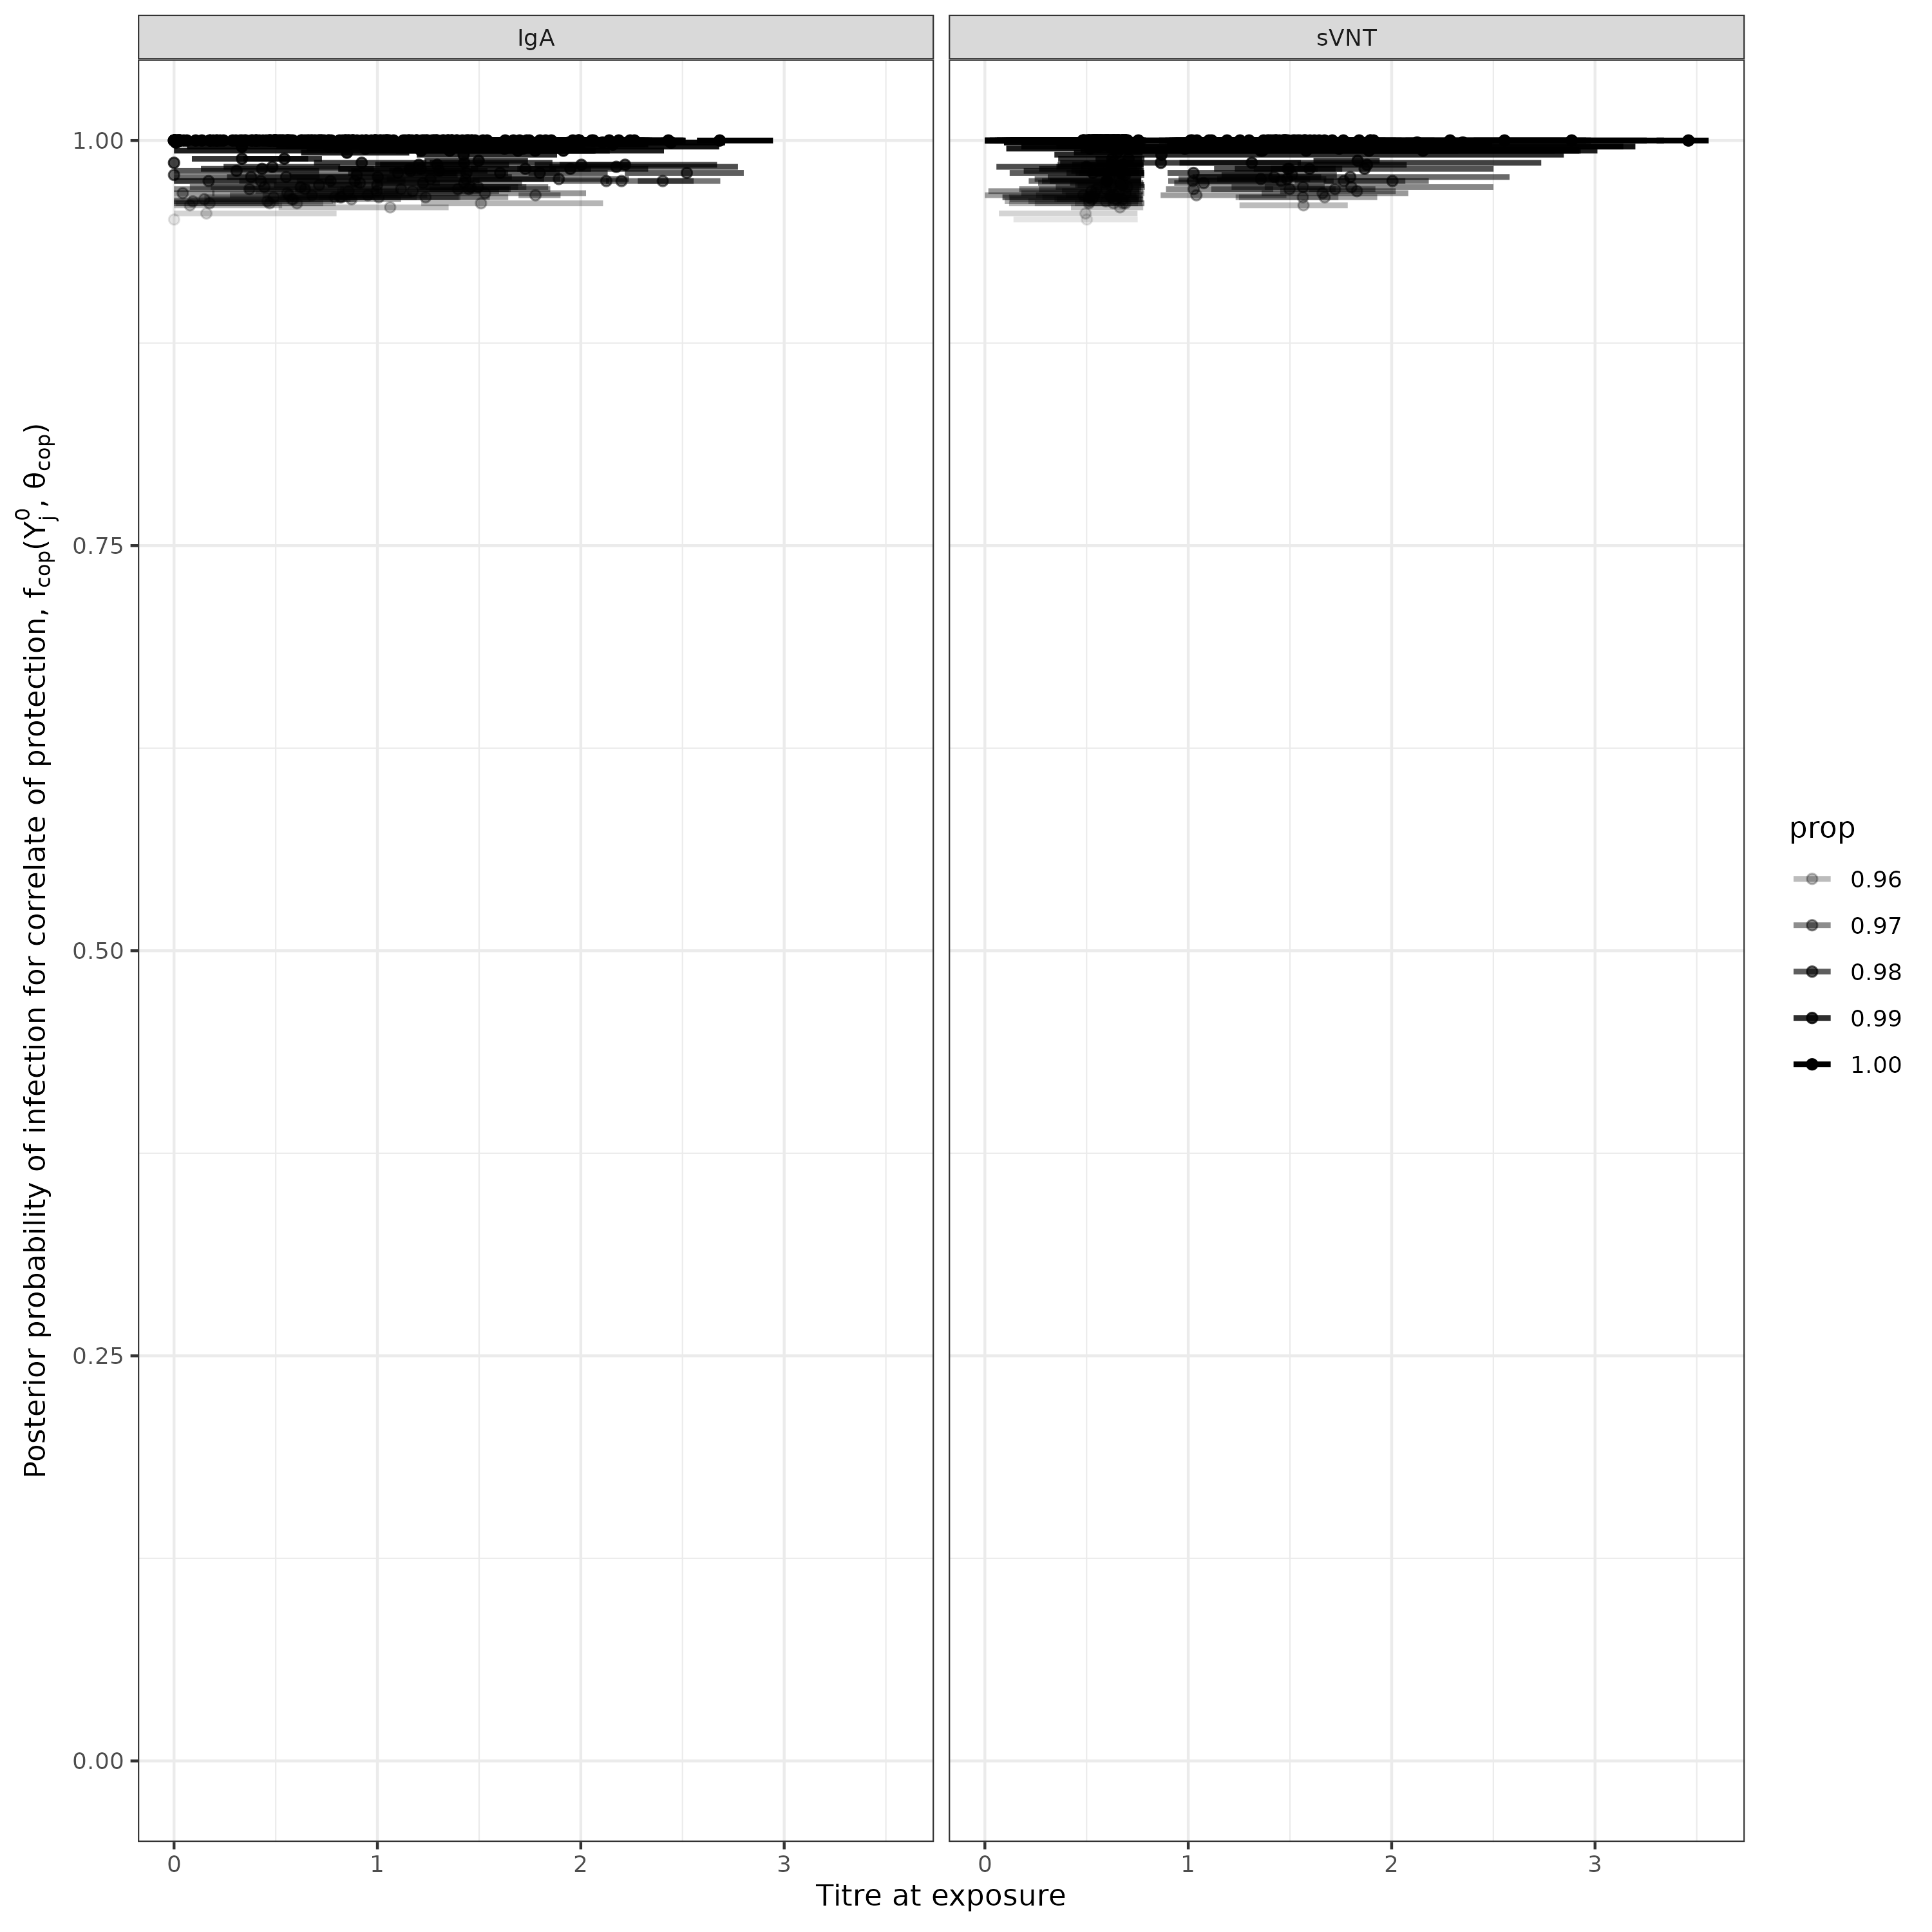 IgA
sVNT
Posterior probability of infection for correlate of protection, f_cop(Y_j^0, θ_cop)
1.00
0.75
0.50
0.25
0.00
prop
0.96
0.97
0.98
0.99
1.00
0 1 2 3
0 1 2 3
Titre at exposure